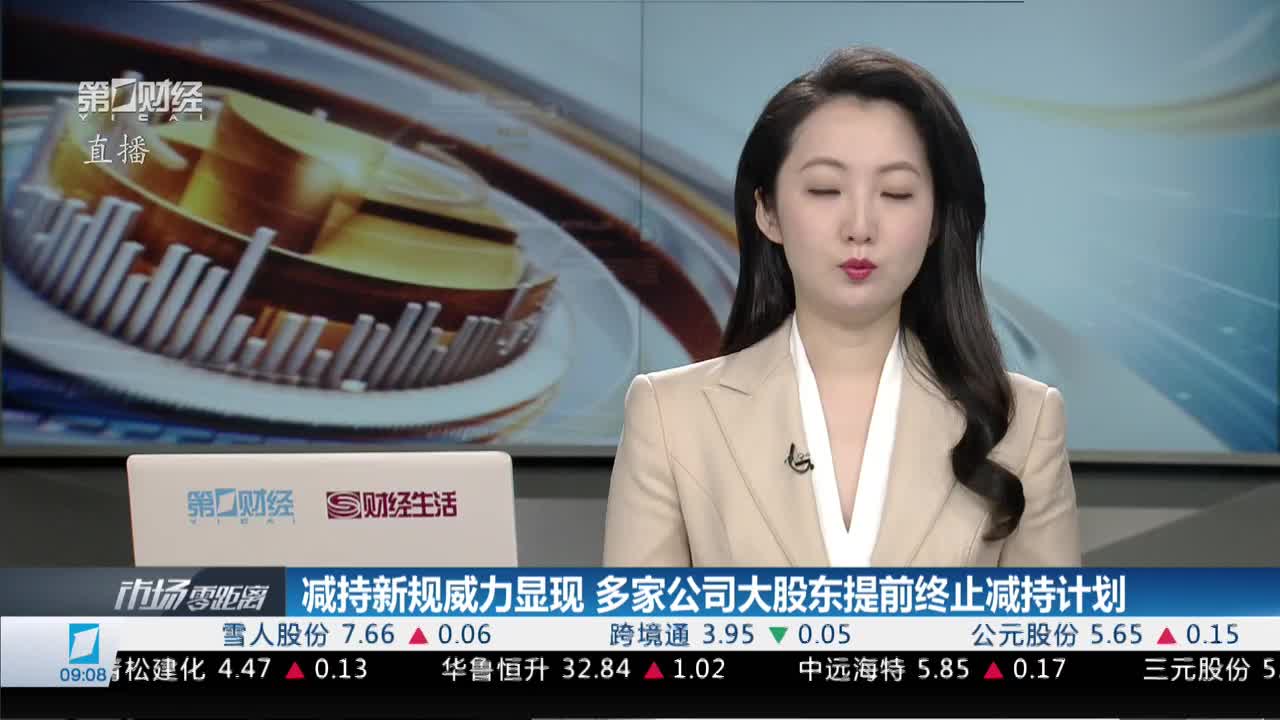 第一财经
YICAI
直播
第一财经
YICAI
财经生活
市场零距离
减持新规威力显现 多家公司大股东提前终止减持计划
雪人股份 7.66 ▲ 0.06 跨境通 3.95 ▼ 0.05 公元股份 5.65 ▲ 0.15
09:08
青松建化 4.47 ▲ 0.13 华鲁恒升 32.84 ▲ 1.02 中远海特 5.85 ▲ 0.17 三元股份